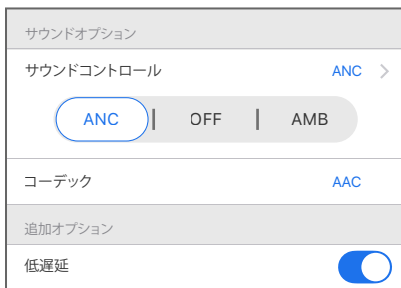 サウンドオプション
サウンドコントロール ANC
ANC OFF AMB
コーデック AAC
追加オプション
低遅延